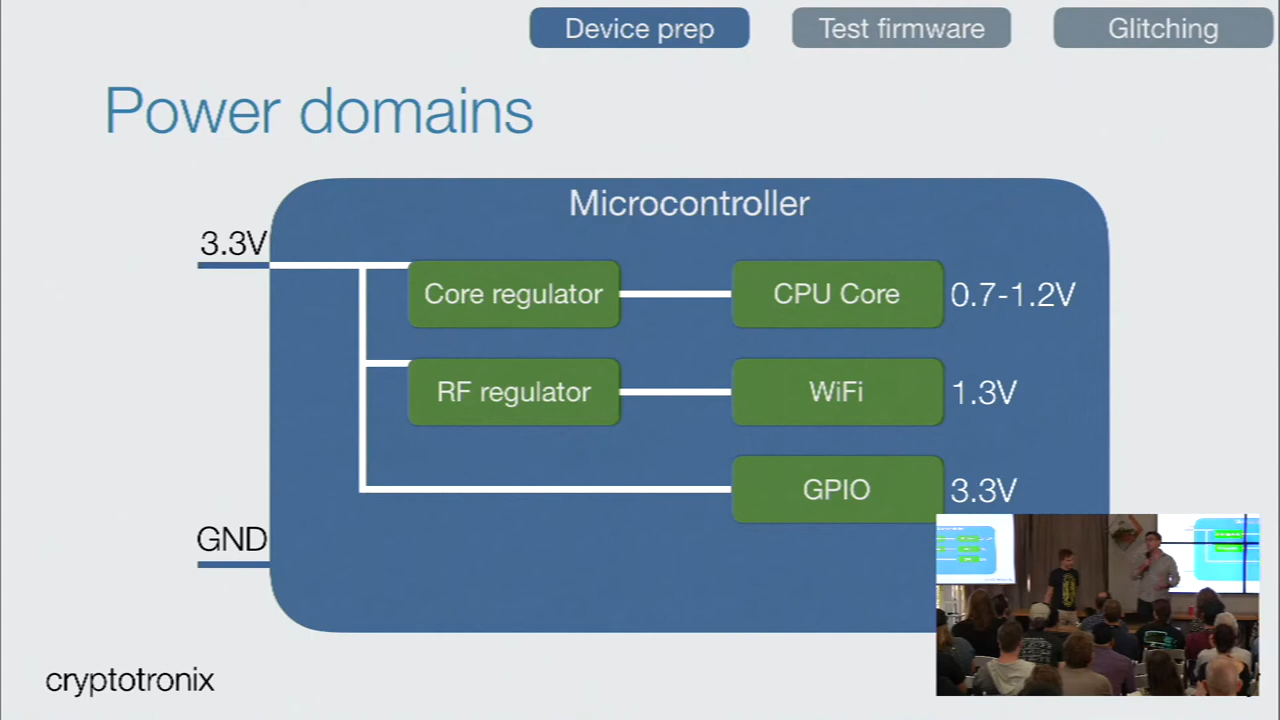 Device prep
Test firmware
Glitching
Power domains
Microcontroller
3.3V
Core regulator
CPU Core
0.7-1.2V
RF regulator
WiFi
1.3V
GPIO
3.3V
GND
cryptotronix